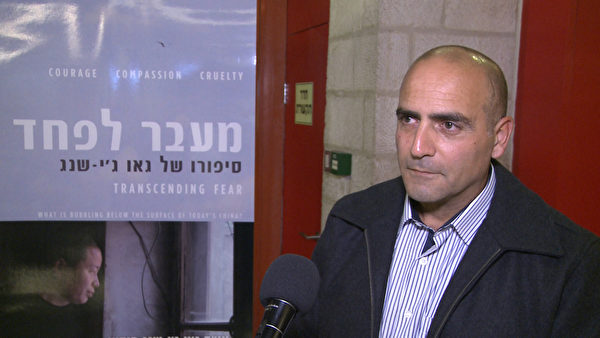 COURAGE COMPASSION CRUELTY
מעבר לפחד
סיפורו של גאו ג'י-שנג
TRANSCENDING FEAR
WHAT IS BUBBLING BELOW THE SURFACE OF TODAY'S CHINA?
חדר